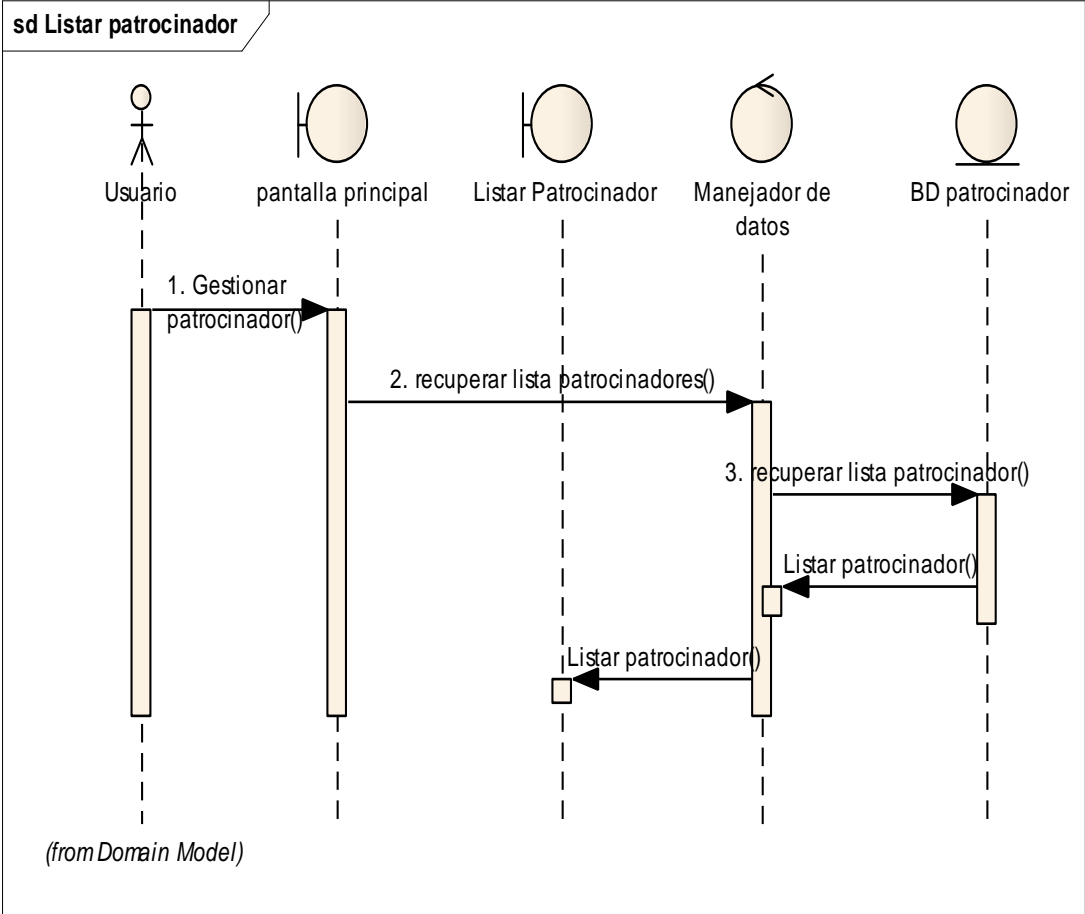 sd Listar patrocinador
Usuario
pantalla principal
Listar Patrocinador
Manejador de
datos
BD patrocinador
1. Gestionar
patrocinador()
2. recuperar lista patrocinadores()
3. recuperar lista patrocinador()
Listar patrocinador()
Listar patrocinador()
(from Domain Model)